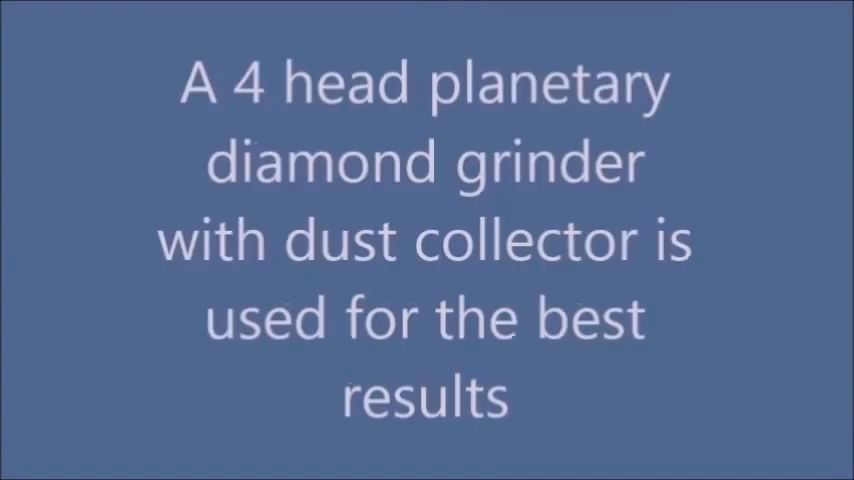 A 4 head planetary
diamond grinder
with dust collector is
used for the best
results